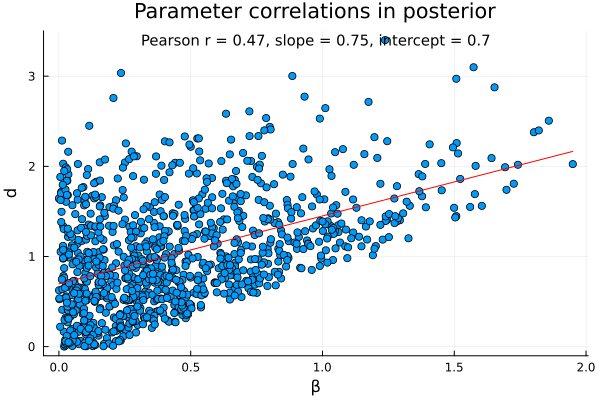 Parameter correlations in posterior
Pearson r = 0.47, slope = 0.75, intercept = 0.7
3
2
d
1
0
0.0 0.5 1.0 1.5 2.0
β